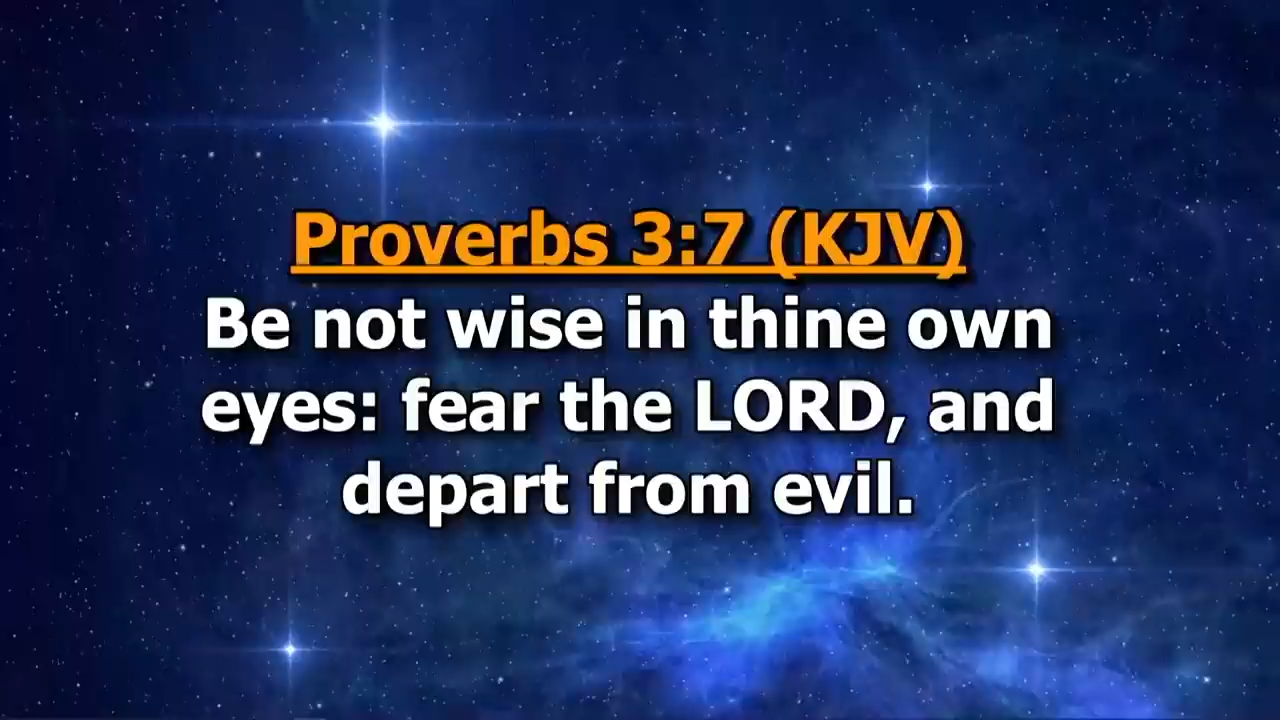 Proverbs 3:7 (KJV)
Be not wise in thine own
eyes: fear the LORD, and
depart from evil.